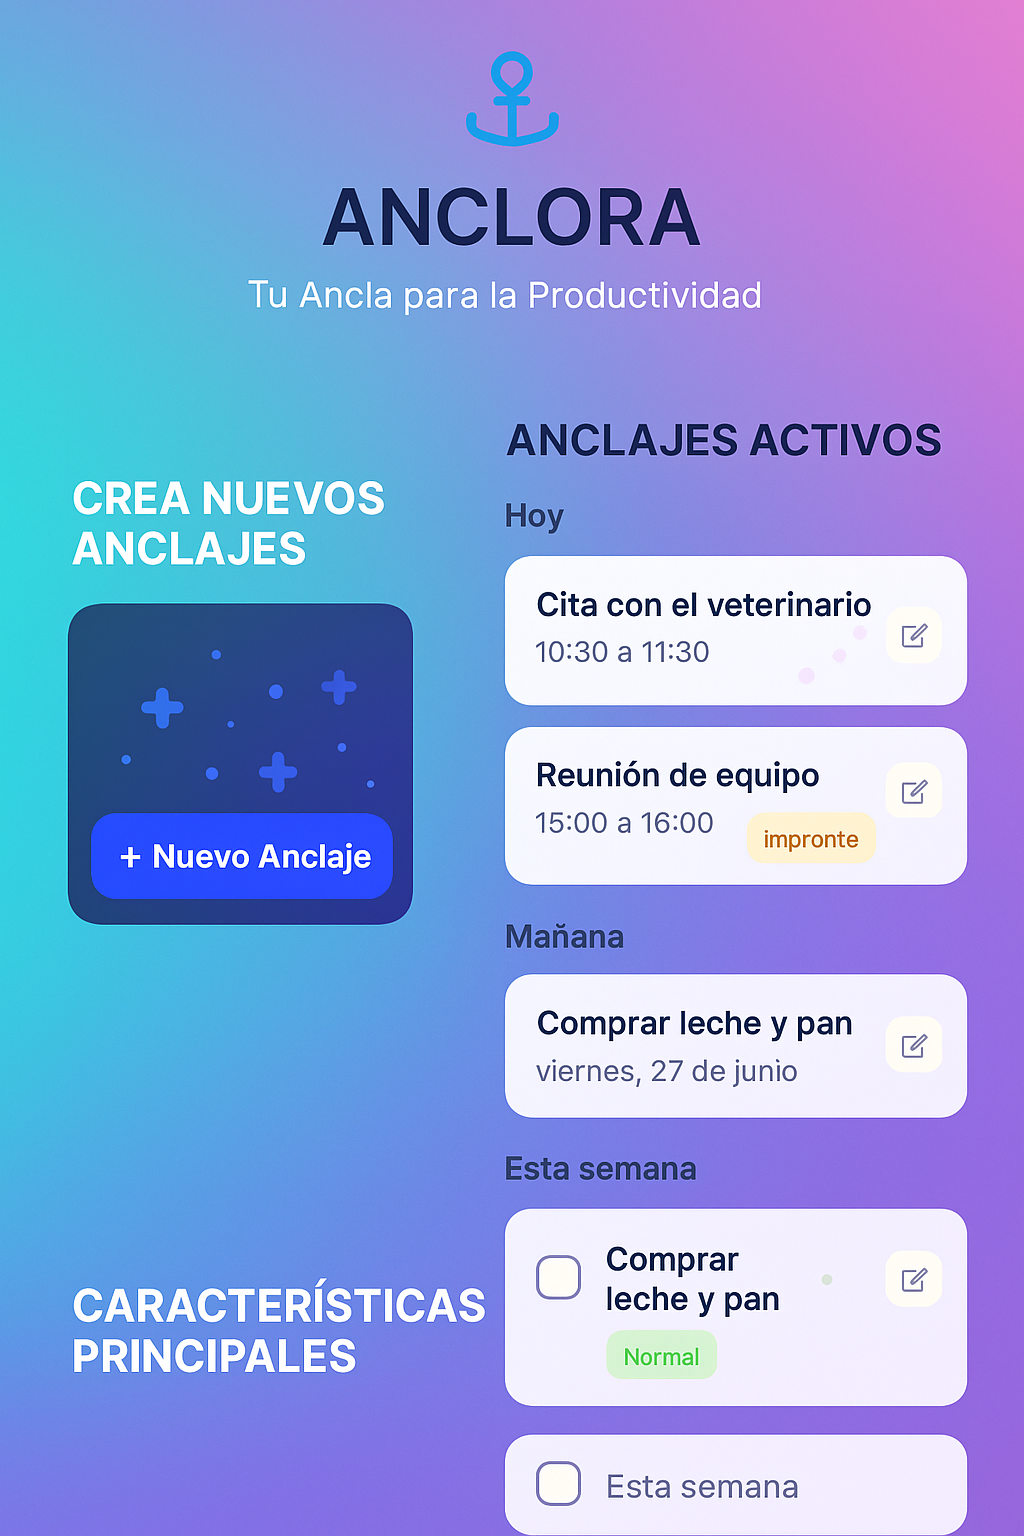 ANCLORA
Tu Ancla para la Productividad
CREA NUEVOS
ANCLAJES
+ Nuevo Anclaje
CARACTERÍSTICAS
PRINCIPALES
ANCLAJES ACTIVOS
Hoy
Cita con el veterinario
10:30 a 11:30
Reunión de equipo
15:00 a 16:00
impronte
Mañana
Comprar leche y pan
viernes, 27 de junio
Esta semana
Comprar
leche y pan
Normal
Esta semana